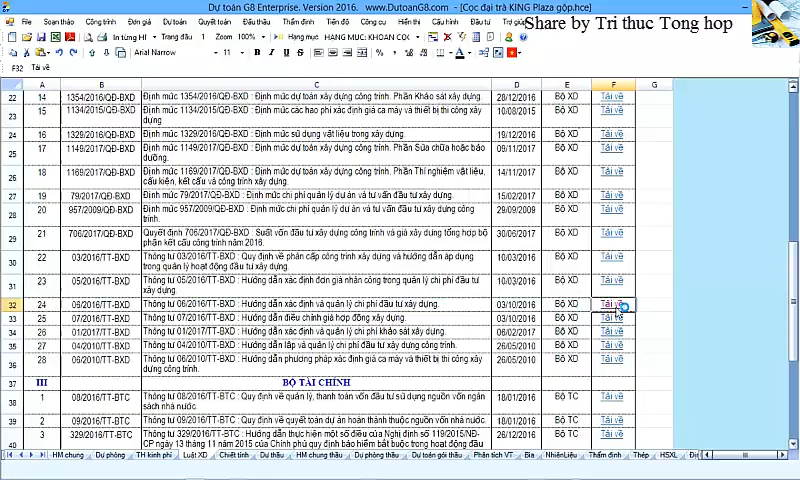 Dự toán G8 Enterprise. Version 2016. www.DutoanG8.com - [Cọc đại trà KING Plaza gộp.hce]
Share by Tri thuc Tong hop
File Soạn thảo Công trình Đơn giá Dự toán Quyết toán Đấu thầu Thẩm định Tiến độ Công cụ Hiển thị Cấu hình Đầu tư Trợ giúp
In từng HI Trang đầu 1 Zoom 80% Hạng mục HẠNG MỤC: KHOAN CỌC
Arial Narrow 12 B I U
F32 Tải về
A B C D E F G
22 14 1354/2016/QĐ-BXD Định mức 1354/2016/QĐ-BXD : Định mức dự toán xây dựng công trình. Phần Khảo sát xây dựng 28/12/2016 Bộ XD Tải về
23 15 1134/2015/QĐ-BXD Định mức 1134/2015/QĐ-BXD : Định mức các hao phí xác định giá ca máy và thiết bị thi công xây dựng 10/08/2015 Bộ XD Tải về
24 16 1329/2016/QĐ-BXD Định mức 1329/2016/QĐ-BXD : Định mức sử dụng vật liệu trong xây dựng 19/12/2016 Bộ XD Tải về
25 17 1149/2017/QĐ-BXD Định mức 1149/2017/QĐ-BXD : Định mức dự toán xây dựng công trình. Phần Sửa chữa hoặc bảo dưỡng. 09/11/2017 Bộ XD Tải về
26 18 1169/2017/QĐ-BXD Định mức 1169/2017/QĐ-BXD : Định mức dự toán xây dựng công trình. Phần Thí nghiệm vật liệu, cấu kiện, kết cấu và công trình xây dựng. 14/11/2017 Bộ XD Tải về
27 19 79/2017/QĐ-BXD Định mức 79/2017/QĐ-BXD : Định mức chi phí quản lý dự án và tư vấn đầu tư xây dựng. 15/02/2017 Bộ XD Tải về
28 20 957/2009/QĐ-BXD Định mức 957/2009/QĐ-BXD : Định mức chi phí quản lý dự án và tư vấn đầu tư xây dựng công trình. 29/09/2009 Bộ XD Tải về
29 21 706/2017/QĐ-BXD Quyết định 706/2017/QĐ-BXD : Suất vốn đầu tư xây dựng công trình và giá xây dựng tổng hợp bộ phận kết cấu công trình năm 2016. 30/06/2017 Bộ XD Tải về
30 22 03/2016/TT-BXD Thông tư 03/2016/TT-BXD : Quy định về phân cấp công trình xây dựng và hướng dẫn áp dụng trong quản lý hoạt động đầu tư xây dựng. 10/03/2016 Bộ XD Tải về
31 23 05/2016/TT-BXD Thông tư 05/2016/TT-BXD : Hướng dẫn xác định đơn giá nhân công trong quản lý chi phí đầu tư xây dựng. 10/03/2016 Bộ XD Tải về
32 24 06/2016/TT-BXD Thông tư 06/2016/TT-BXD : Hướng dẫn xác định và quản lý chi phí đầu tư xây dựng. 03/10/2016 Bộ XD Tải về
33 25 07/2016/TT-BXD Thông tư 07/2016/TT-BXD : Hướng dẫn điều chỉnh giá hợp đồng xây dựng. 03/10/2016 Bộ XD Tải về
34 26 01/2017/TT-BXD Thông tư 01/2017/TT-BXD : Hướng dẫn xác định và quản lý chi phí khảo sát xây dựng. 06/02/2017 Bộ XD Tải về
35 27 04/2010/TT-BXD Thông tư 04/2010/TT-BXD : Hướng dẫn lập và quản lý chi phí đầu tư xây dựng công trình. 26/05/2010 Bộ XD Tải về
36 28 06/2010/TT-BXD Thông tư 06/2010/TT-BXD : Hướng dẫn phương pháp xác định giá ca máy và thiết bị thi công xây dựng công trình. 26/05/2010 Bộ XD Tải về
37 III BỘ TÀI CHÍNH
38 1 08/2016/TT-BTC Thông tư 08/2016/TT-BTC : Quy định về quản lý, thanh toán vốn đầu tư sử dụng nguồn vốn ngân sách nhà nước. 18/01/2016 Bộ TC Tải về
39 2 09/2016/TT-BTC Thông tư 09/2016/TT-BTC : Quy định về quyết toán dự án hoàn thành thuộc nguồn vốn nhà nước. 18/01/2016 Bộ TC Tải về
40 3 329/2016/TT-BTC Thông tư 329/2016/TT-BTC : Hướng dẫn thực hiện một số điều của Nghị định số 119/2015/NĐ-CP ngày 13 tháng 11 năm 2015 của Chính phủ quy định bảo hiểm bắt buộc trong hoạt động đầu 26/12/2016 Bộ TC Tải về
HM chung Dự phòng TH kinh phí Luật XD Chiết tính Dự thầu HM chung thầu Dự phòng thầu Dự toán gói thầu Phân tích VT Bìa NhiênLiệu Thẩm định Thép HSXL